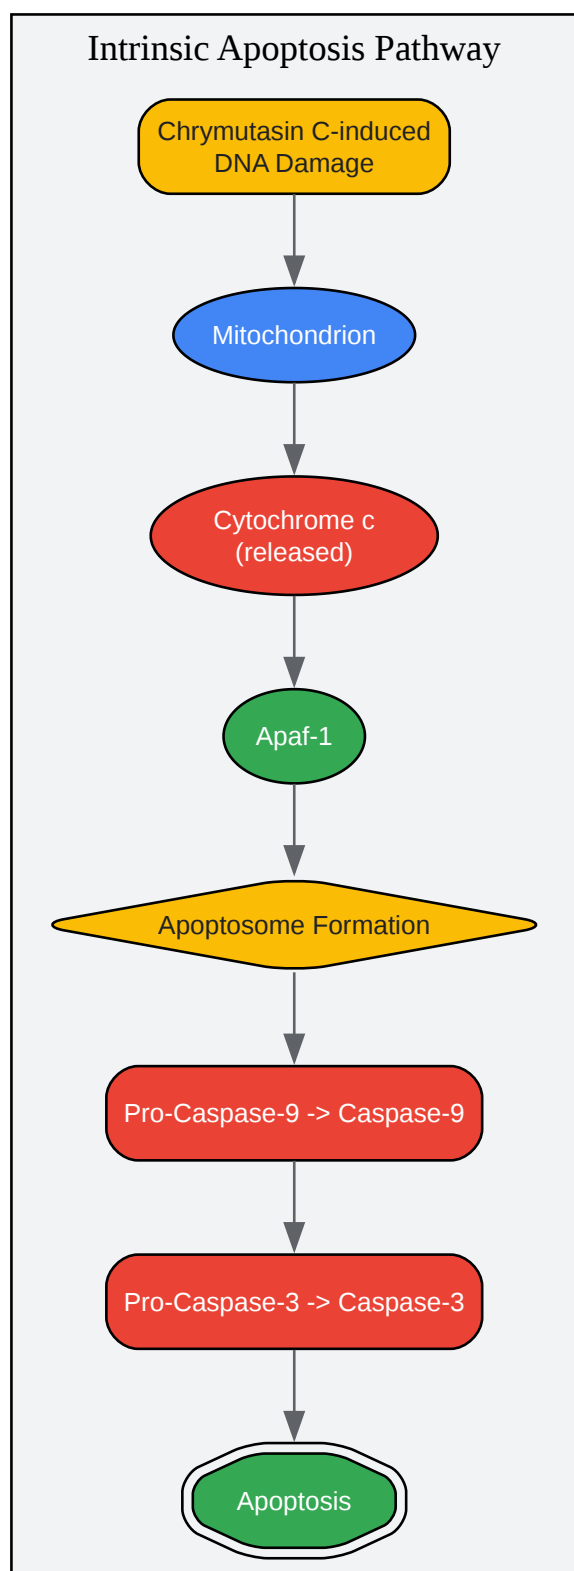 Intrinsic Apoptosis Pathway
Chrymutasin C-induced
DNA Damage
Mitochondrion
Cytochrome c
(released)
Apaf-1
Apoptosome Formation
Pro-Caspase-9 -> Caspase-9
Pro-Caspase-3 -> Caspase-3
Apoptosis